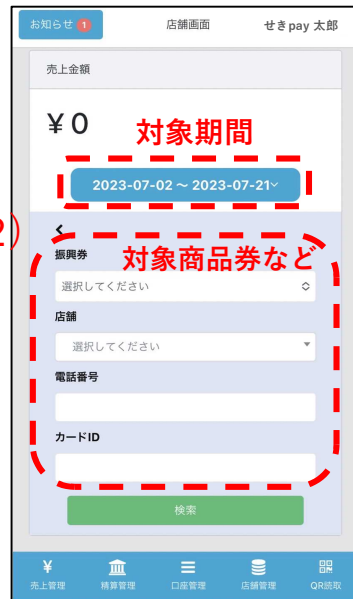 お知らせ 1 店舗画面 せきpay 太郎
売上金額
¥ 0
対象期間
2023-07-02 ~ 2023-07-21
2)
対象商品券など
振興券
選択してください
店舗
選択してください
電話番号
カードID
検索
¥
売上管理 精算管理 口座管理 店舗管理 QR読取